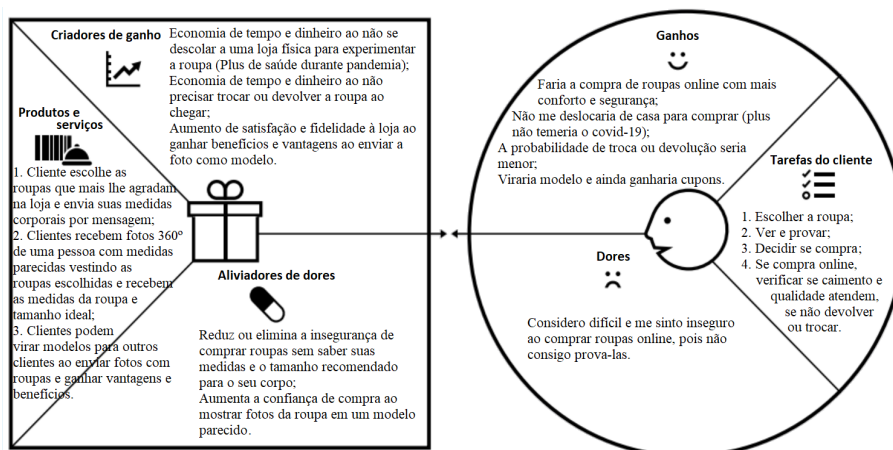 Criadores de ganho
Economia de tempo e dinheiro ao não se
descolar a uma loja física para experimentar
a roupa (Plus de saúde durante pandemia);
Economia de tempo e dinheiro ao não
precisar trocar ou devolver a roupa ao
chegar;
Aumento de satisfação e fidelidade à loja ao
ganhar benefícios e vantagens ao enviar a
foto como modelo.
Produtos e
serviços
1. Cliente escolhe as
roupas que mais lhe agradam
na loja e envia suas medidas
corporais por mensagem;
2. Clientes recebem fotos 360º
de uma pessoa com medidas
parecidas vestindo as
roupas escolhidas e recebem
as medidas da roupa e
tamanho ideal;
3. Clientes podem
virar modelos para outros
clientes ao enviar fotos com
roupas e ganhar vantagens e
benefícios.
Aliviadores de dores
Reduz ou elimina a insegurança de
comprar roupas sem saber suas
medidas e o tamanho recomendado
para o seu corpo;
Aumenta a confiança de compra ao
mostrar fotos da roupa em um modelo
parecido.
Ganhos
Faria a compra de roupas online com mais
conforto e segurança;
Não me deslocaria de casa para comprar (plus
não temeria o covid-19);
A probabilidade de troca ou devolução seria
menor;
Viraria modelo e ainda ganharia cupons.
Dores
Considero difícil e me sinto inseguro
ao comprar roupas online, pois não
consigo prova-las.
Tarefas do cliente
1. Escolher a roupa;
2. Ver e provar;
3. Decidir se compra;
4. Se compra online,
verificar se caimento e
qualidade atendem,
se não devolver
ou trocar.